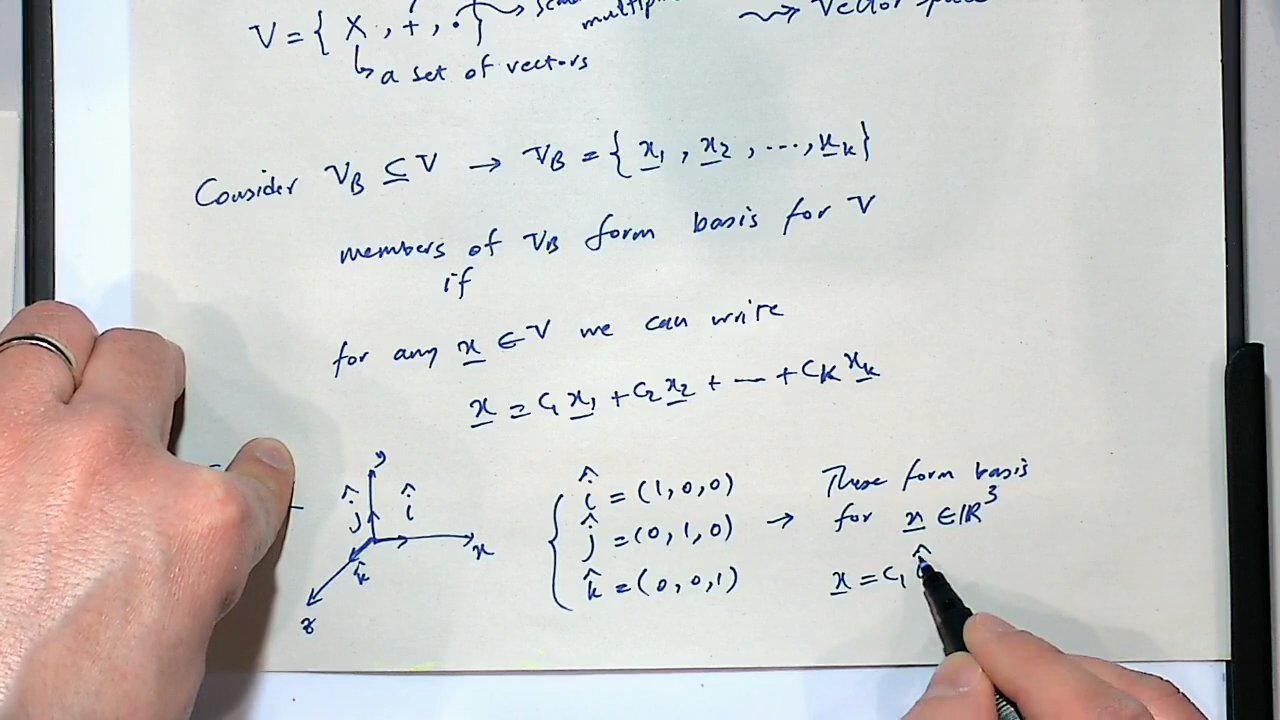 V = { X , + , · }
a set of vectors
Consider V_B ⊆ V → V_B = { x_1 , x_2 , ..., x_k }
members of V_B form basis for V
if
for any x ∈ V we can write
x = c_1 x_1 + c_2 x_2 + --- + c_k x_k
y
ĵ î
x
k̂
z
î = (1,0,0)
ĵ = (0,1,0)
k̂ = (0,0,1)
→ These form basis
for x ∈ ℝ^3
x = c_1